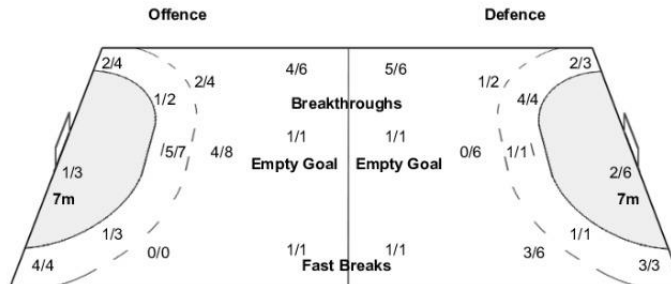 Offence Defence
2/4 2/4 4/6 5/6 1/2 2/3
1/2 Breakthroughs 4/4
5/7 4/8 1/1 1/1 0/6 1/1
1/3 Empty Goal Empty Goal 2/6
7m 7m
1/3 1/1
4/4 0/0 1/1 1/1 3/6 3/3
Fast Breaks